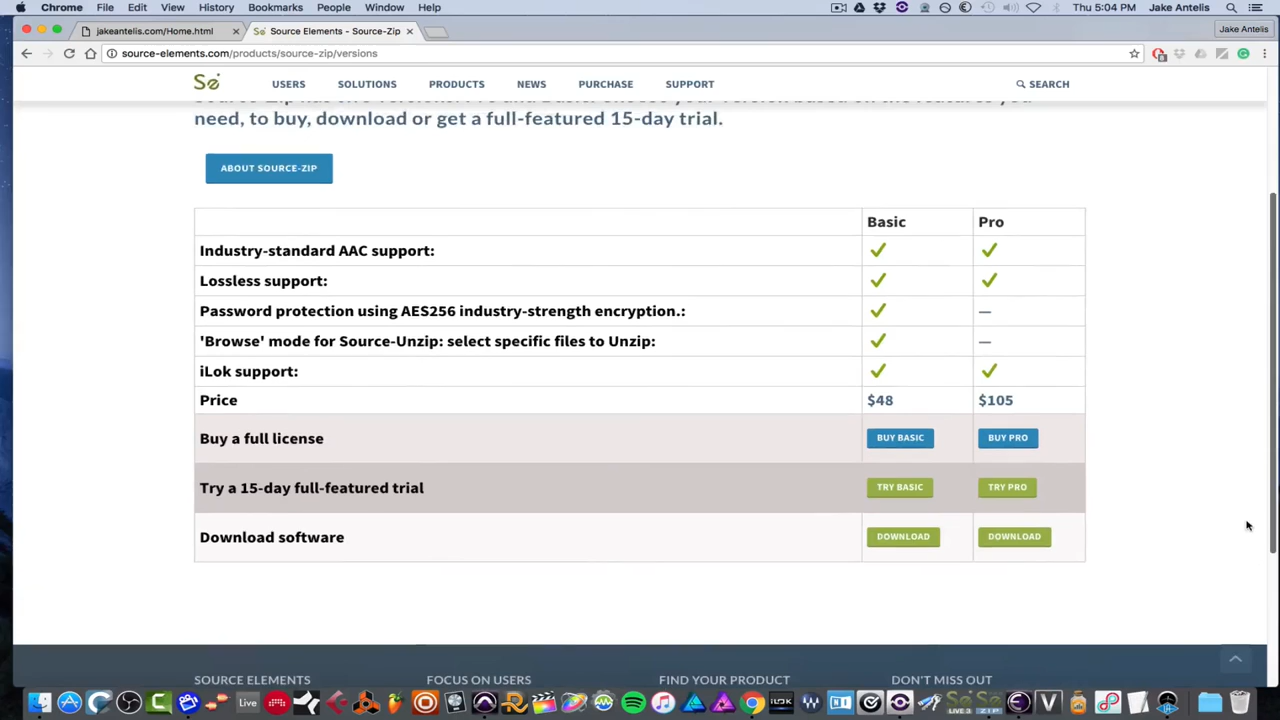 Chrome File Edit View History Bookmarks People Window Help Thu 5:04 PM Jake Antelis
jakeantelis.com/Home.html Source Elements - Source-Zip Jake Antelis
source-elements.com/products/source-zip/versions
Se USERS SOLUTIONS PRODUCTS NEWS PURCHASE SUPPORT SEARCH
need, to buy, download or get a full-featured 15-day trial.
ABOUT SOURCE-ZIP
Basic Pro
Industry-standard AAC support:
Lossless support:
Password protection using AES256 industry-strength encryption.: —
'Browse' mode for Source-Unzip: select specific files to Unzip: —
iLok support:
Price $48 $105
Buy a full license BUY BASIC BUY PRO
Try a 15-day full-featured trial TRY BASIC TRY PRO
Download software DOWNLOAD DOWNLOAD
SOURCE ELEMENTS FOCUS ON USERS FIND YOUR PRODUCT DON'T MISS OUT
Live iLOK LIVE 3 ZIP